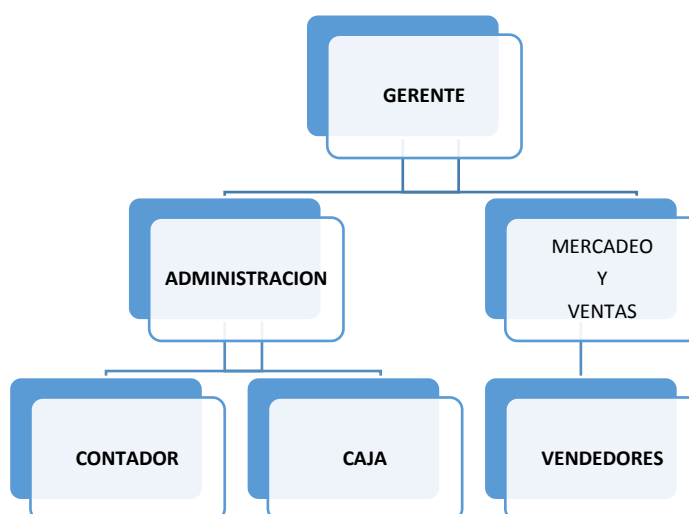 GERENTE
ADMINISTRACION
MERCADEO
Y
VENTAS
CONTADOR
CAJA
VENDEDORES